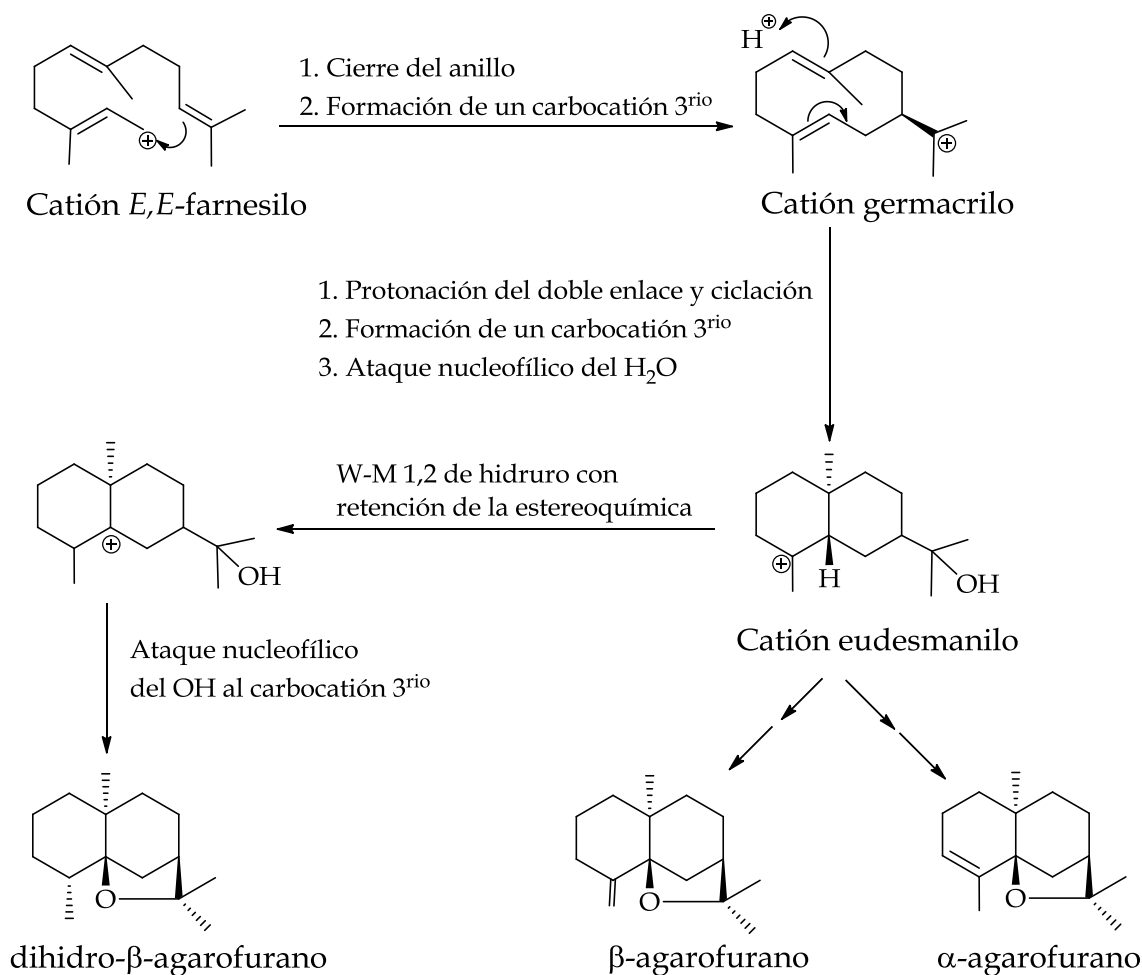 H⊕
1. Cierre del anillo
2. Formación de un carbocatión 3rio
⊕
⊕
Catión E,E-farnesilo
Catión germacrilo
1. Protonación del doble enlace y ciclación
2. Formación de un carbocatión 3rio
3. Ataque nucleofílico del H2O
W-M 1,2 de hidruro con
retención de la estereoquímica
⊕
OH
⊕
H
OH
Catión eudesmanilo
Ataque nucleofílico
del OH al carbocatión 3rio
O
O
O
dihidro-β-agarofurano
β-agarofurano
α-agarofurano